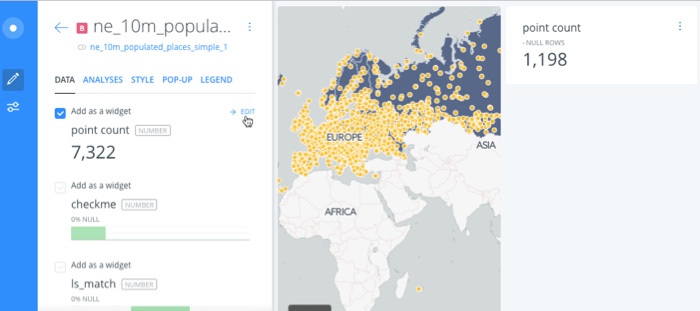 B ne_10m_popula...
ne_10m_populated_places_simple_1
DATA ANALYSES STYLE POP-UP LEGEND
Add as a widget
EDIT
point count NUMBER
7,322
Add as a widget
checkme NUMBER
0% NULL
Add as a widget
ls_match NUMBER
0% NULL
EUROPE
ASIA
AFRICA
point count
- NULL ROWS
1,198